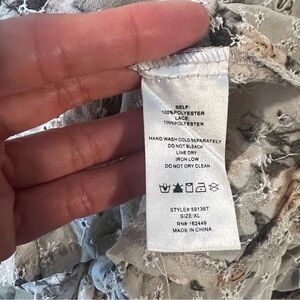 SELF:
100%POLYESTER
LACE:
100%POLYESTER
HAND WASH COLD SEPARATELY
DO NOT BLEACH
LINE DRY
IRON LOW
DO NOT DRY CLEAN
STYLE# 59136T
SIZE:XL
RN# 162449
MADE IN CHINA